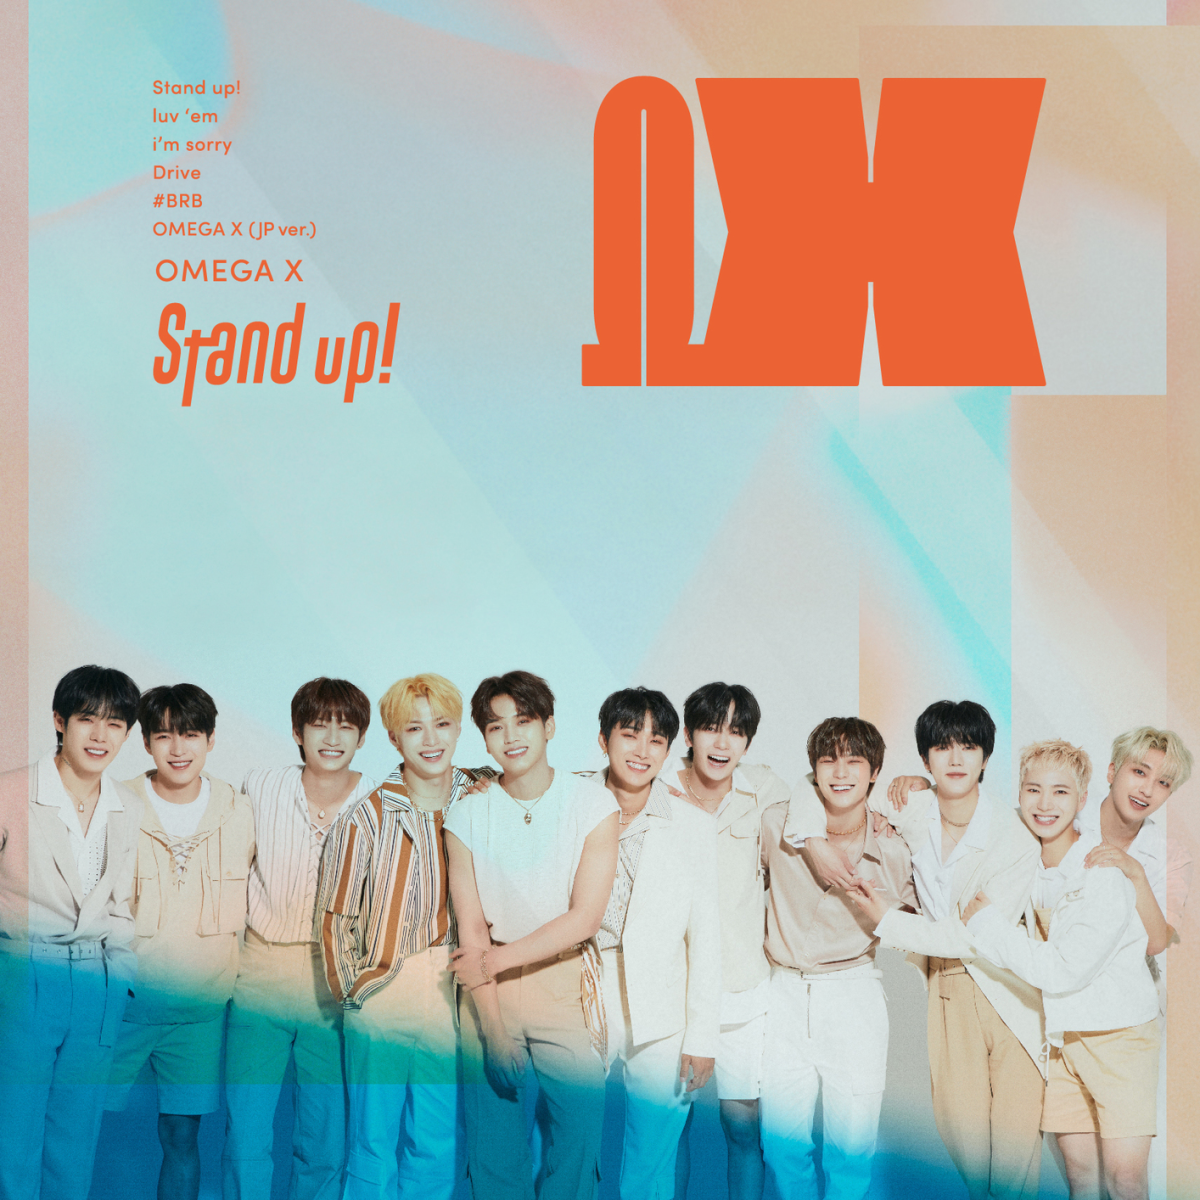 Stand up!
luv ‘em
i’m sorry
Drive
#BRB
OMEGA X (JP ver.)
OMEGA X
Stand up!
ΩX